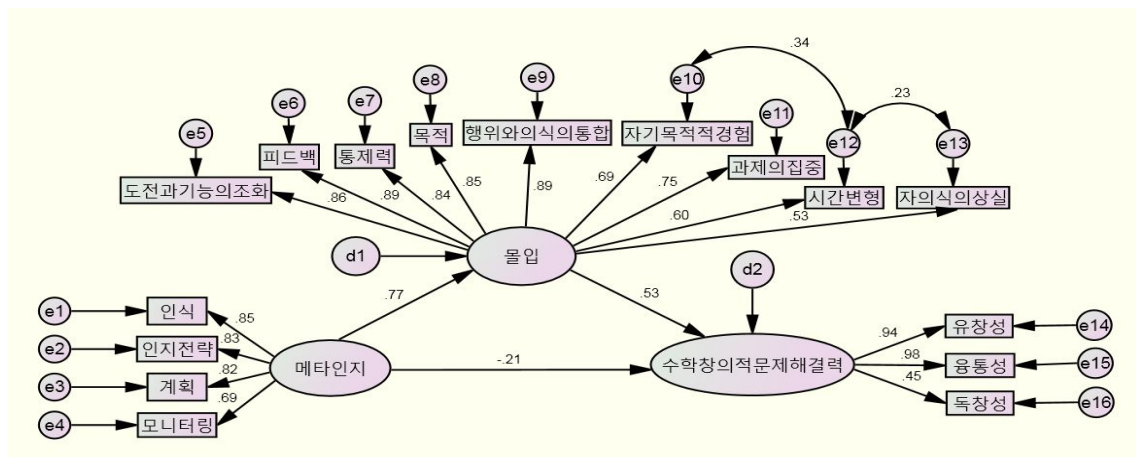 .34
e9
e8
e10
.23
e7
e6
e11
e5
목적
행위와의식의통합
자기목적적경험
e12
e13
피드백
통제력
과제의집중
도전과기능의조화
시간변형
자의식의상실
.86
.89
.84
.85
.89
.69
.75
.60
.53
d1
몰입
d2
.77
.53
e1
인식
.85
e2
인지전략
.83
e3
계획
.82
e4
모니터링
.69
메타인지
-.21
수학창의적문제해결력
.94
유창성
e14
.98
융통성
e15
.45
독창성
e16